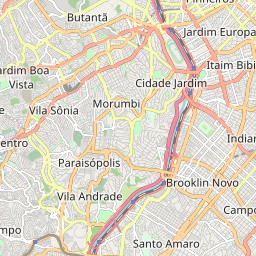 Pinheiros
Butantã
Jardim Europa
Itaim Bibi
Jardim Boa
Vista
Cidade Jardim
Morumbi
Vila Sônia
Indian
entro
Paraisópolis
Brooklin Novo
Vila Andrade
Campo
mpo
Santo Amaro